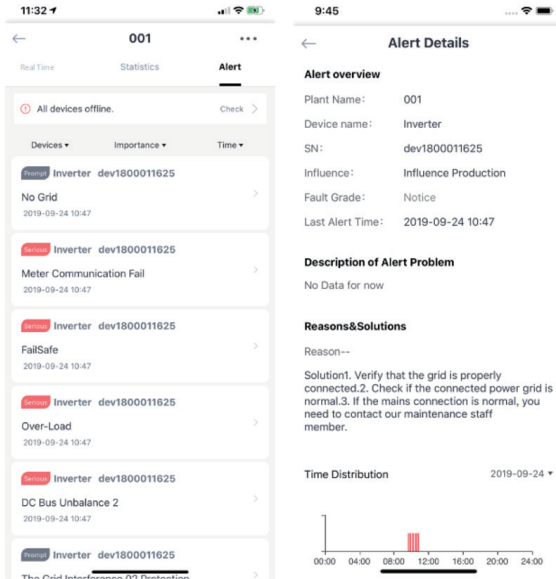 11:32
001
Real Time
Statistics
Alert
All devices offline.
Check
Devices
Importance
Time
Prompt Inverter dev1800011625
No Grid
2019-09-24 10:47
Serious Inverter dev1800011625
Meter Communication Fail
2019-09-24 10:47
Serious Inverter dev1800011625
FailSafe
2019-09-24 10:47
Serious Inverter dev1800011625
Over-Load
2019-09-24 10:47
Serious Inverter dev1800011625
DC Bus Unbalance 2
2019-09-24 10:47
Prompt Inverter dev1800011625
The Grid Interference 02 Protection
9:45
Alert Details
Alert overview
Plant Name: 001
Device name: Inverter
SN: dev1800011625
Influence: Influence Production
Fault Grade: Notice
Last Alert Time: 2019-09-24 10:47
Description of Alert Problem
No Data for now
Reasons&Solutions
Reason--
Solution1. Verify that the grid is properly
connected.2. Check if the connected power grid is
normal.3. If the mains connection is normal, you
need to contact our maintenance staff
member.
Time Distribution
2019-09-24
00:00 04:00 08:00 12:00 16:00 20:00 24:00